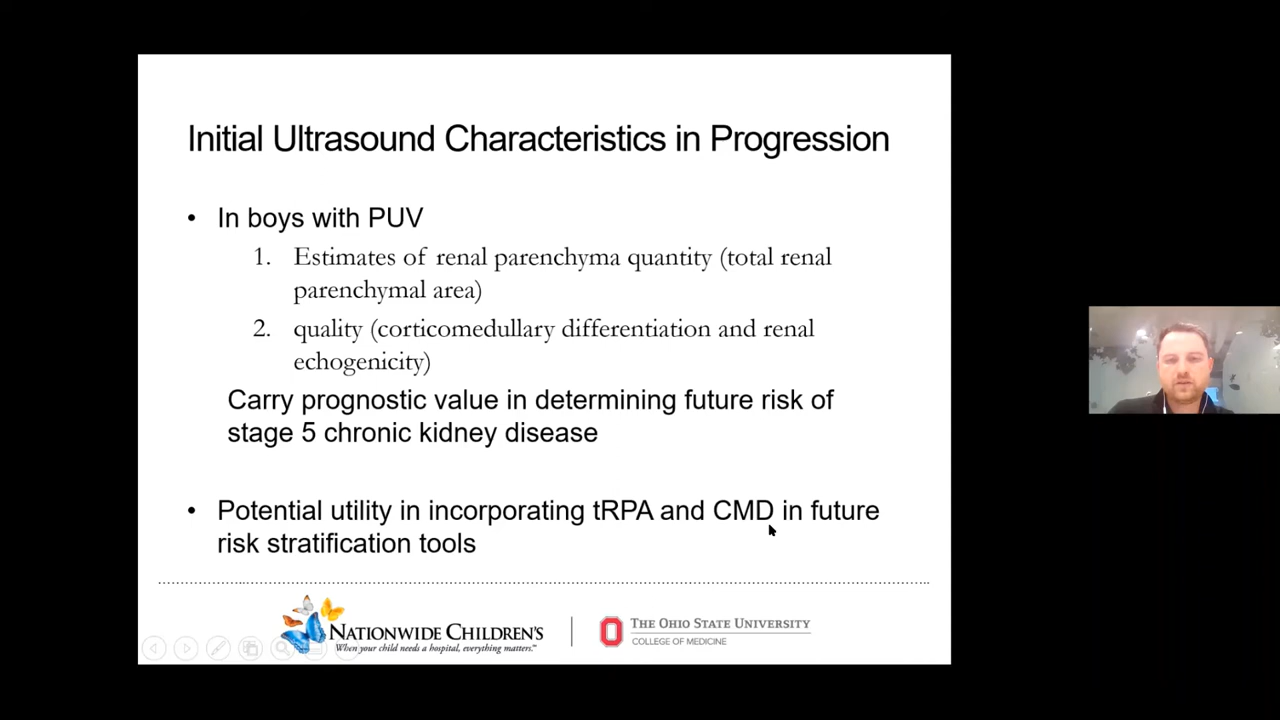 Initial Ultrasound Characteristics in Progression
• In boys with PUV
1. Estimates of renal parenchyma quantity (total renal
parenchymal area)
2. quality (corticomedullary differentiation and renal
echogenicity)
Carry prognostic value in determining future risk of
stage 5 chronic kidney disease
• Potential utility in incorporating tRPA and CMD in future
risk stratification tools
NATIONWIDE CHILDREN'S
When your child needs a hospital, everything matters.™
THE OHIO STATE UNIVERSITY
COLLEGE OF MEDICINE